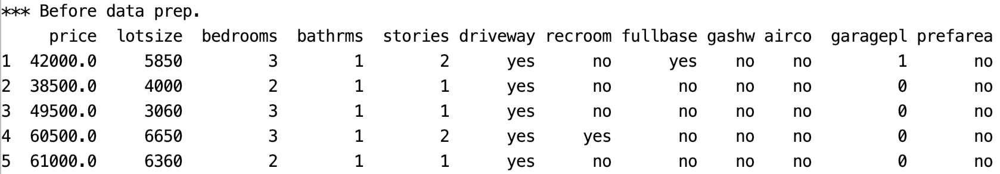 *** Before data prep.
price lotsize bedrooms bathrms stories driveway recroom fullbase gashw airco garagepl prefarea
1 42000.0 5850 3 1 2 yes no yes no no 1 no
2 38500.0 4000 2 1 1 yes no no no no 0 no
3 49500.0 3060 3 1 1 yes no no no no 0 no
4 60500.0 6650 3 1 2 yes yes no no no 0 no
5 61000.0 6360 2 1 1 yes no no no no 0 no